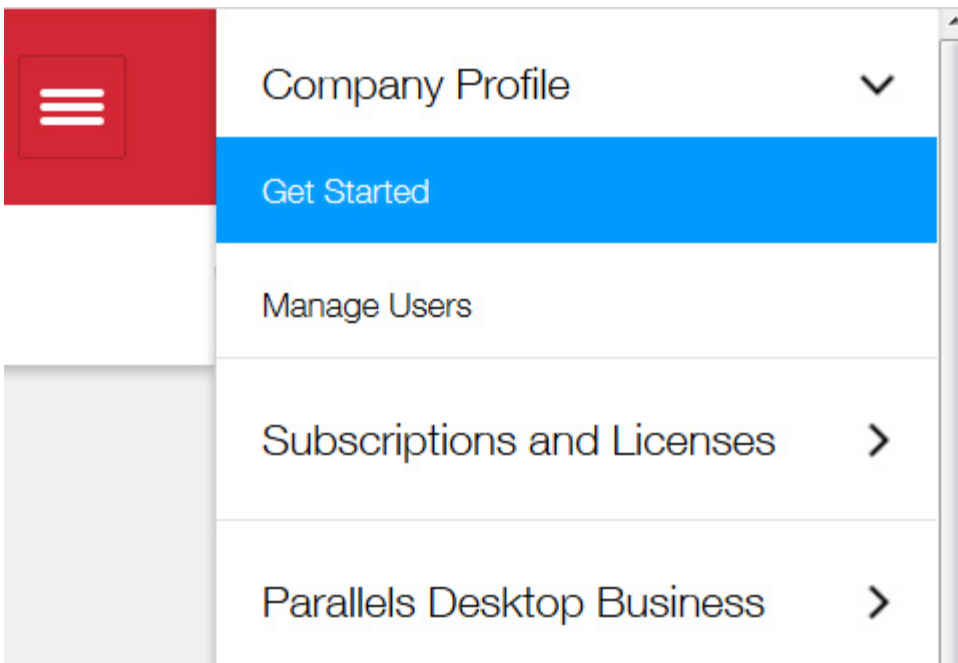 Company Profile
Get Started
Manage Users
Subscriptions and Licenses
Parallels Desktop Business